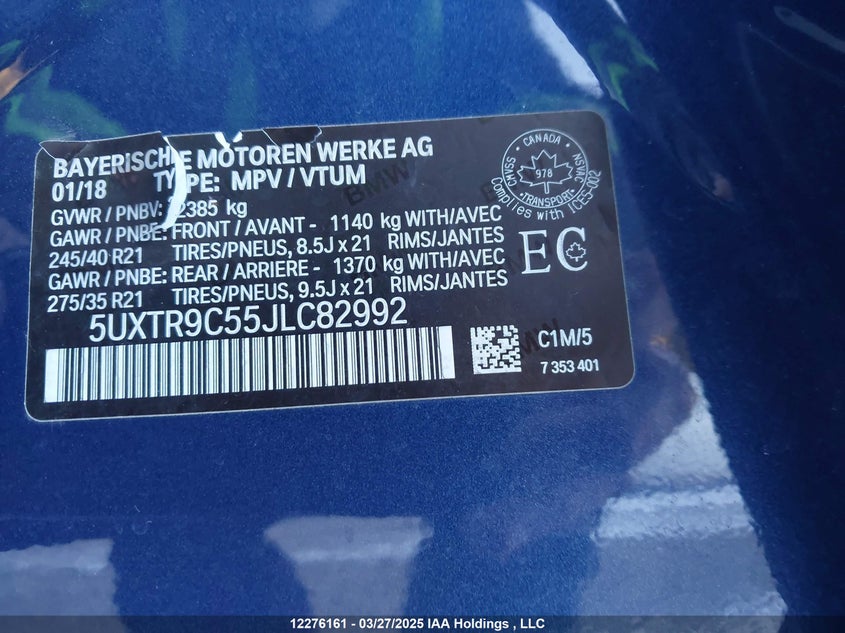 BAYERISCHE MOTOREN WERKE AG
01/18 TYPE: MPV / VTUM
GVWR / PNBV: 2385 kg
GAWR / PNBE: FRONT / AVANT - 1140 kg WITH/AVEC
245/40 R21 TIRES/PNEUS, 8.5J x 21 RIMS/JANTES
GAWR / PNBE: REAR / ARRIERE - 1370 kg WITH/AVEC
275/35 R21 TIRES/PNEUS, 9.5J x 21 RIMS/JANTES
5UXTR9C55JLC82992
CANADA
CMVSS
NSVAC
978
TRANSPORT
Complies with ICES-002
EC
C1M/5
7 353 401
BMW
12276161 - 03/27/2025 IAA Holdings , LLC